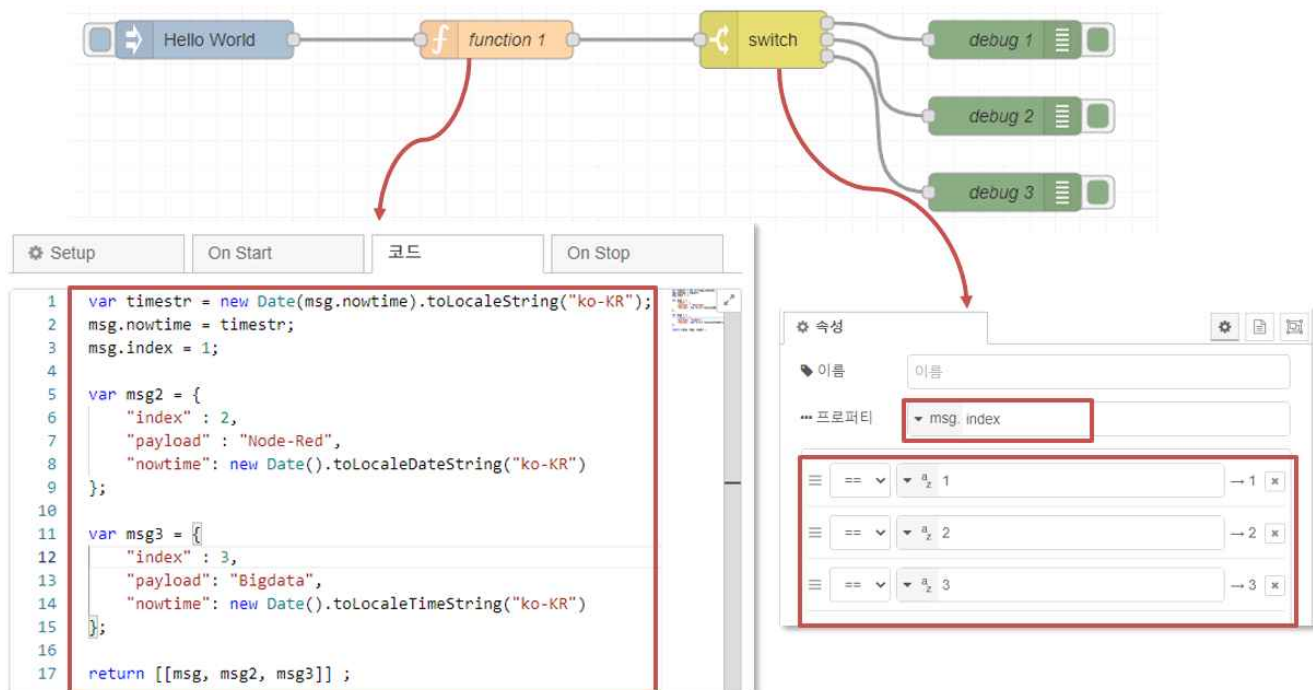 Hello World
function 1
switch
debug 1
debug 2
debug 3
Setup
On Start
코드
On Stop
1 var timestr = new Date(msg.nowtime).toLocaleString("ko-KR");
2 msg.nowtime = timestr;
3 msg.index = 1;
4
5 var msg2 = {
6 "index" : 2,
7 "payload" : "Node-Red",
8 "nowtime": new Date().toLocaleDateString("ko-KR")
9 };
10
11 var msg3 = {
12 "index" : 3,
13 "payload": "Bigdata",
14 "nowtime": new Date().toLocaleTimeString("ko-KR")
15 };
16
17 return [[msg, msg2, msg3]] ;
속성
이름 이름
프로퍼티 msg. index
== a z 1 → 1 ×
== a z 2 → 2 ×
== a z 3 → 3 ×